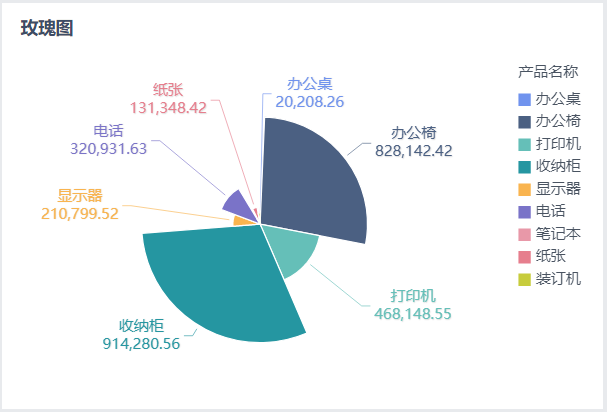 玫瑰图
办公桌
20,208.26
纸张
131,348.42
电话
320,931.63
显示器
210,799.52
收纳柜
914,280.56
办公椅
828,142.42
打印机
468,148.55
产品名称
办公桌
办公椅
打印机
收纳柜
显示器
电话
笔记本
纸张
装订机